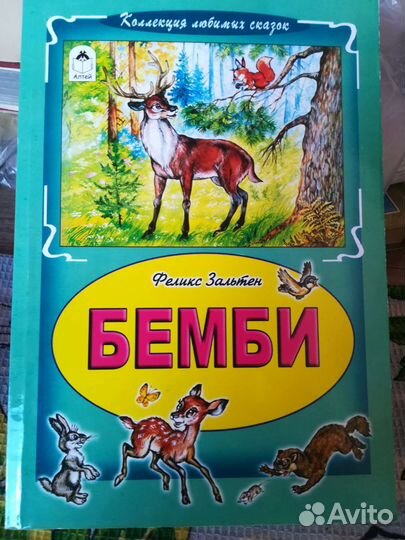 Коллекция любимых сказок
Алтей
Феликс Зальтен
БЕМБИ
Avito